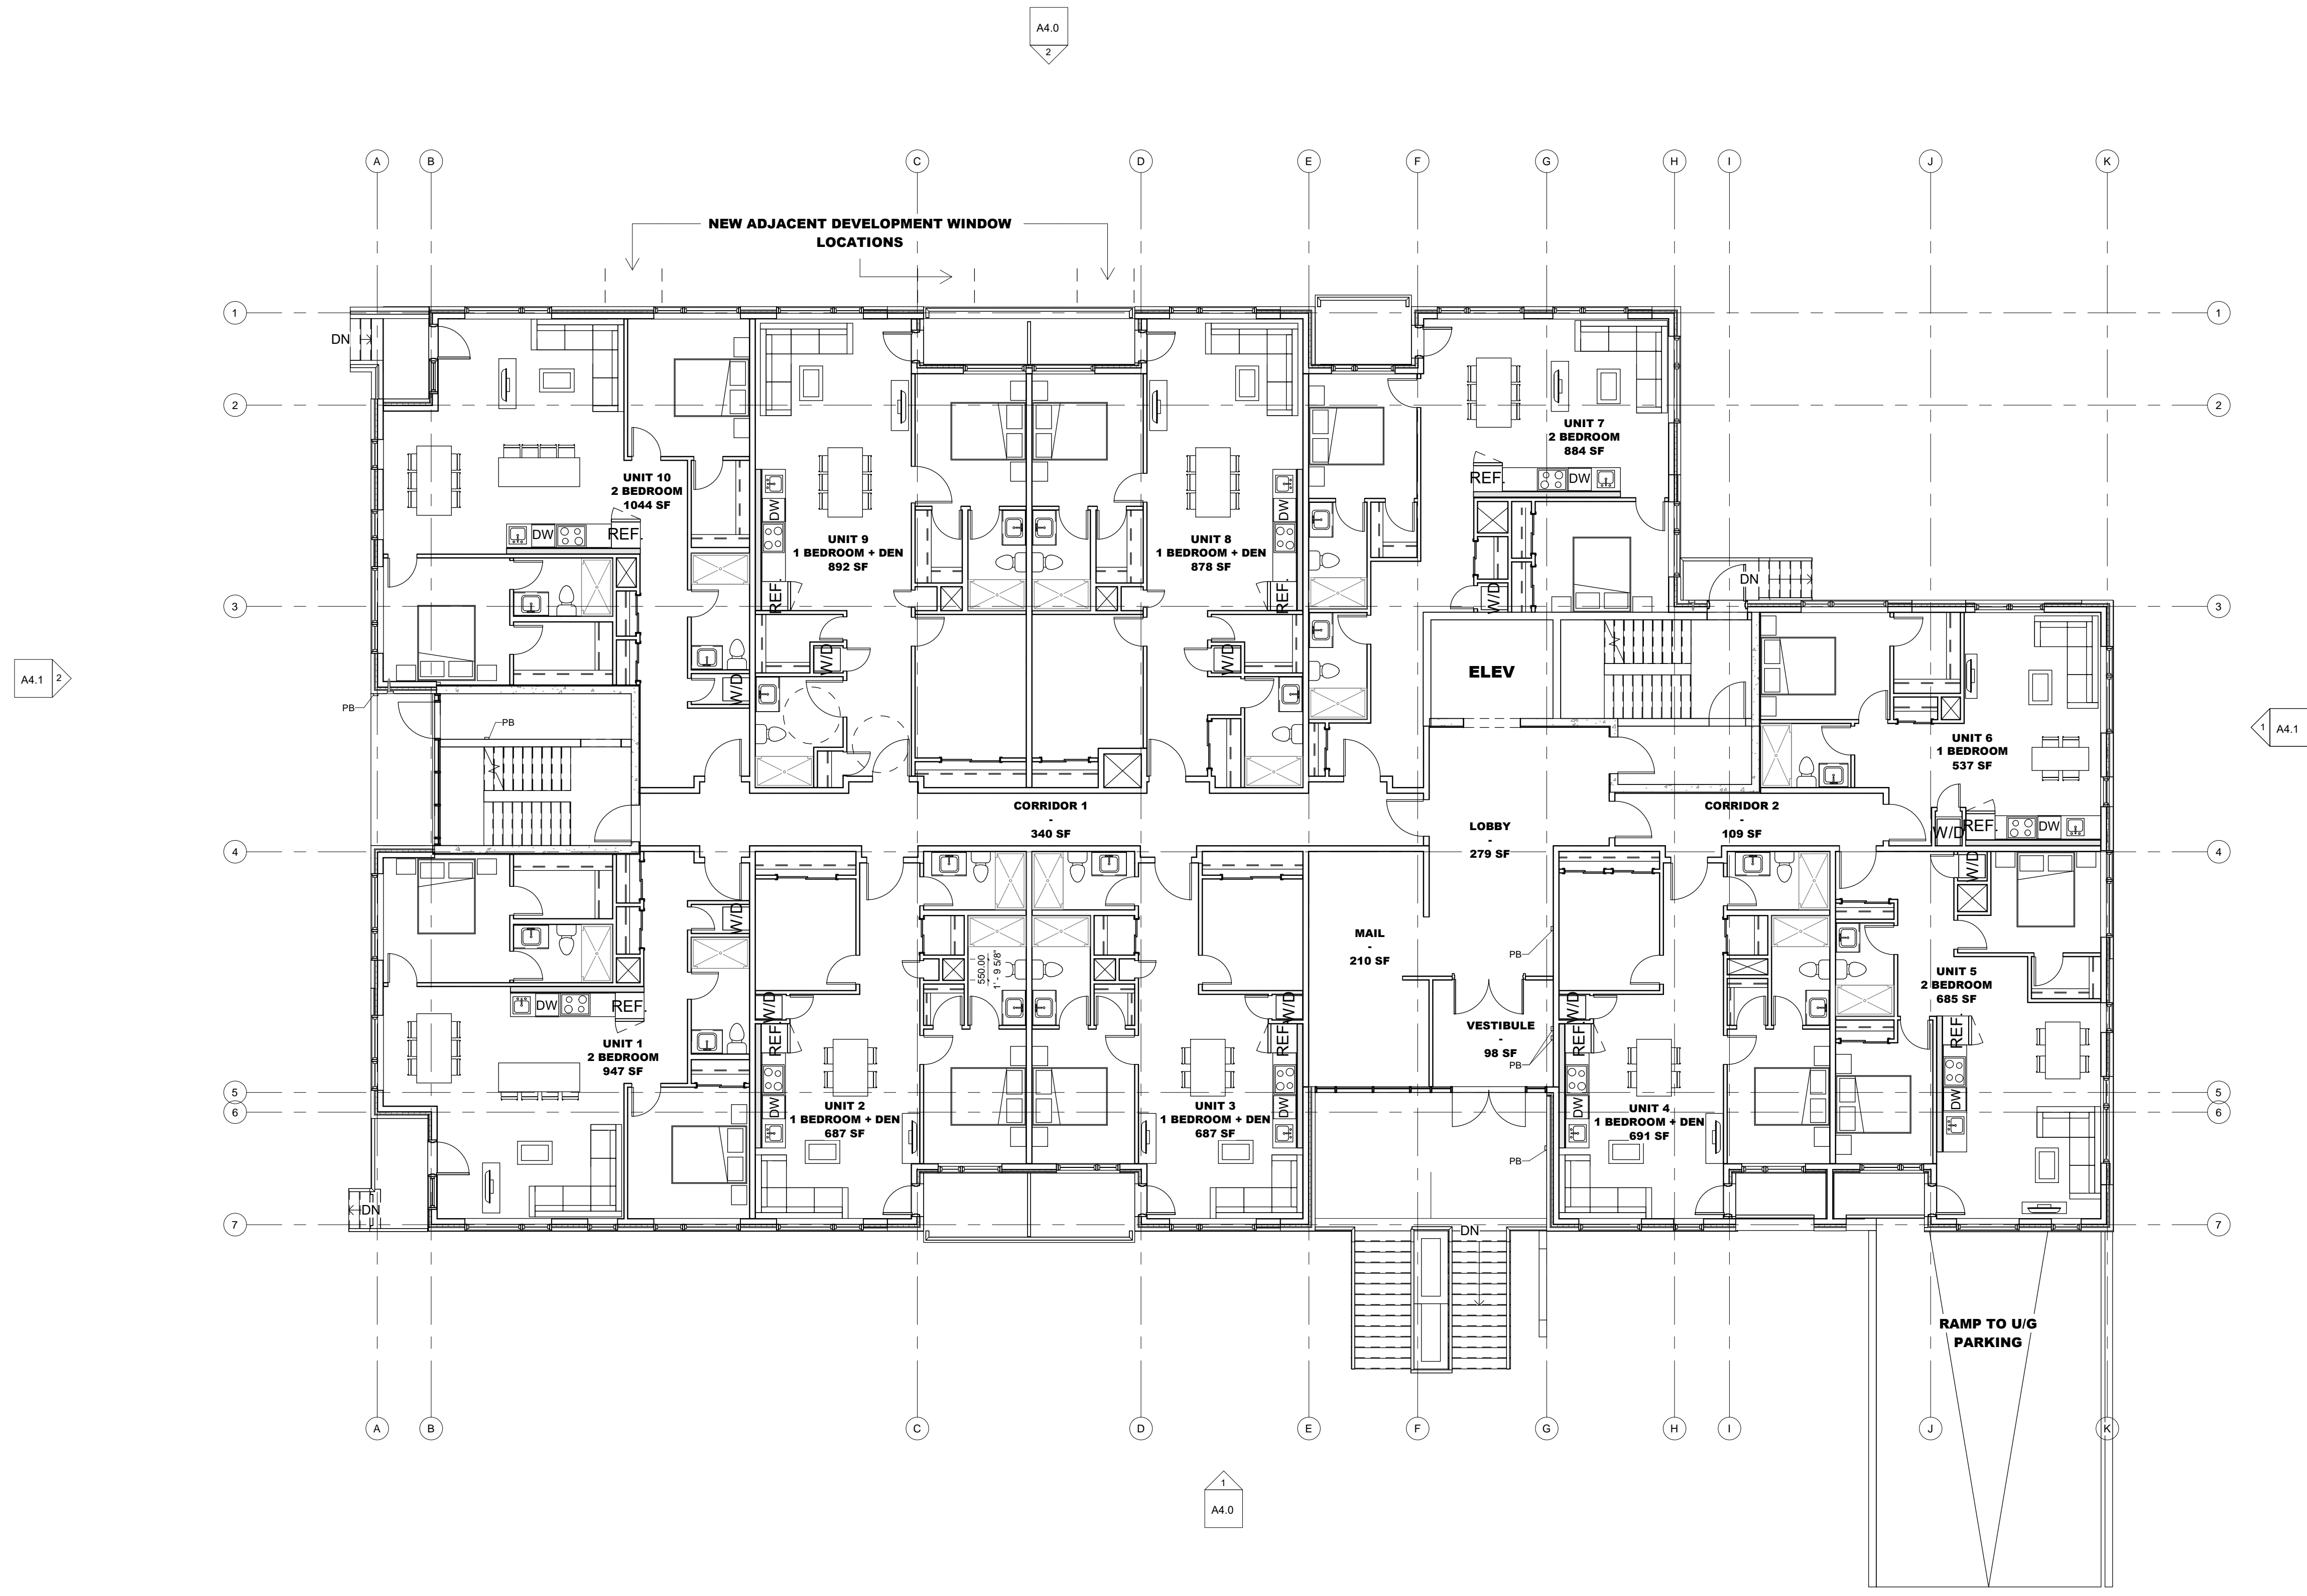 A4.0
2
A
B
C
D
E
F
G
H
I
J
K
NEW ADJACENT DEVELOPMENT WINDOW
LOCATIONS
1
1
DN
2
2
UNIT 7
2 BEDROOM
884 SF
REF.
DW
UNIT 10
2 BEDROOM
1044 SF
DW
REF.
DW
UNIT 9
1 BEDROOM + DEN
892 SF
REF.
UNIT 8
1 BEDROOM + DEN
878 SF
DW
REF.
W/D
DN
3
3
W/D
W/D
W/D
ELEV
A4.1
2
PB
PB
UNIT 6
1 BEDROOM
537 SF
1
A4.1
CORRIDOR 1
-
340 SF
LOBBY
-
279 SF
CORRIDOR 2
-
109 SF
W/D
REF.
DW
4
4
W/D
W/D
MAIL
-
210 SF
PB
550.00
1' - 9 5/8"
UNIT 5
2 BEDROOM
685 SF
DW
REF.
W/D
REF.
W/D
REF.
W/D
REF.
REF.
VESTIBULE
-
98 SF
PB
UNIT 1
2 BEDROOM
947 SF
5
5
6
6
DW
UNIT 2
1 BEDROOM + DEN
687 SF
UNIT 3
1 BEDROOM + DEN
687 SF
DW
DW
UNIT 4
1 BEDROOM + DEN
691 SF
DW
PB
DN
7
7
DN
RAMP TO U/G
PARKING
A
B
C
D
E
F
G
H
I
J
K
1
A4.0